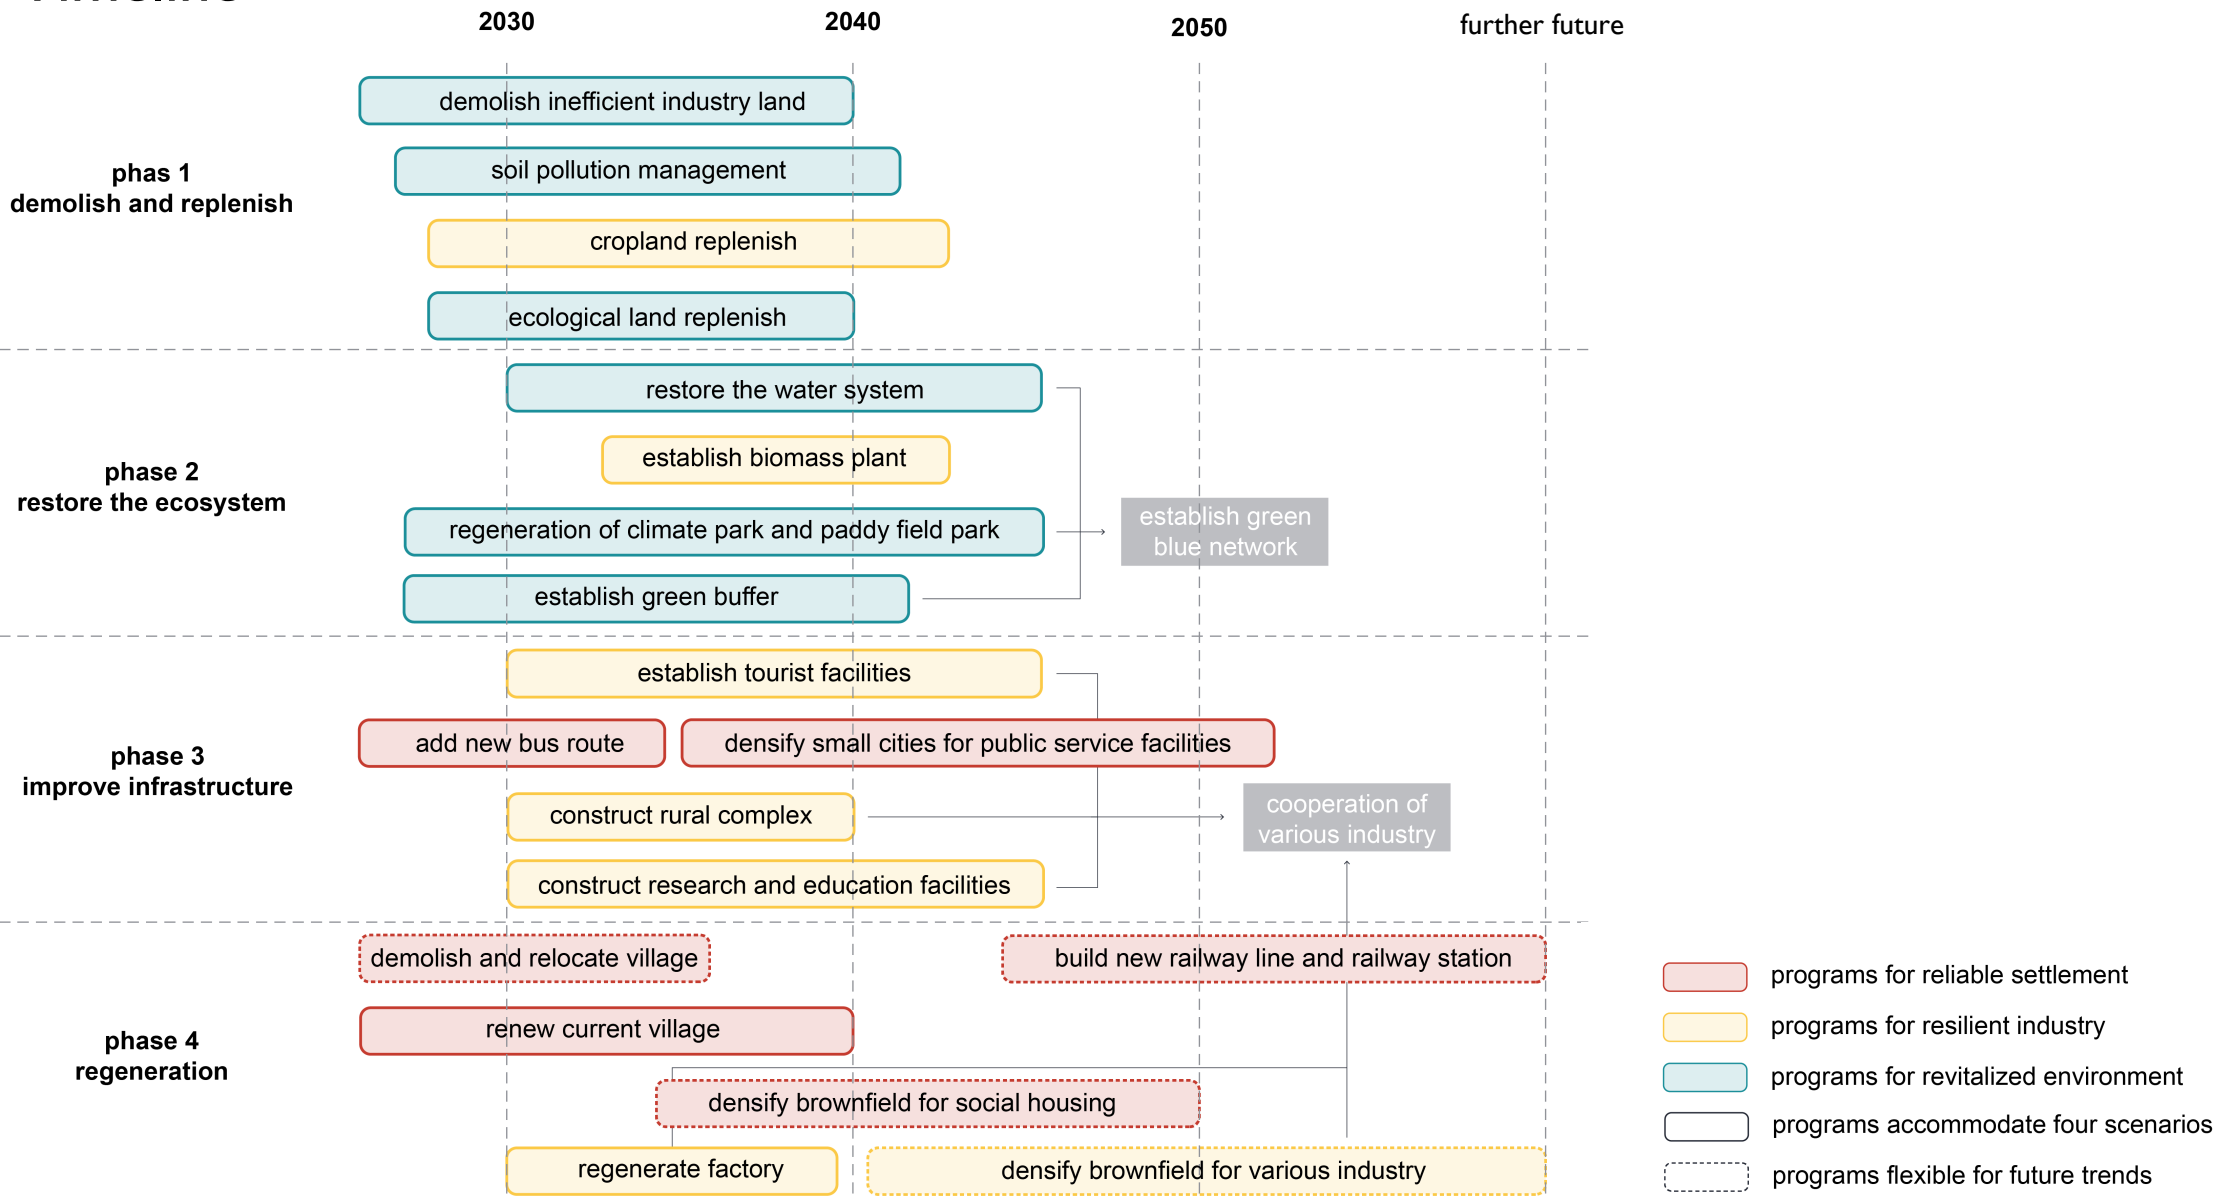 2030
2040
2050
further future
demolish inefficient industry land
soil pollution management
phas 1
demolish and replenish
cropland replenish
ecological land replenish
restore the water system
establish biomass plant
phase 2
restore the ecosystem
regeneration of climate park and paddy field park
establish green
blue network
establish green buffer
establish tourist facilities
add new bus route
densify small cities for public service facilities
phase 3
improve infrastructure
construct rural complex
cooperation of
various industry
construct research and education facilities
demolish and relocate village
build new railway line and railway station
renew current village
phase 4
regeneration
densify brownfield for social housing
regenerate factory
densify brownfield for various industry
programs for reliable settlement
programs for resilient industry
programs for revitalized environment
programs accommodate four scenarios
programs flexible for future trends